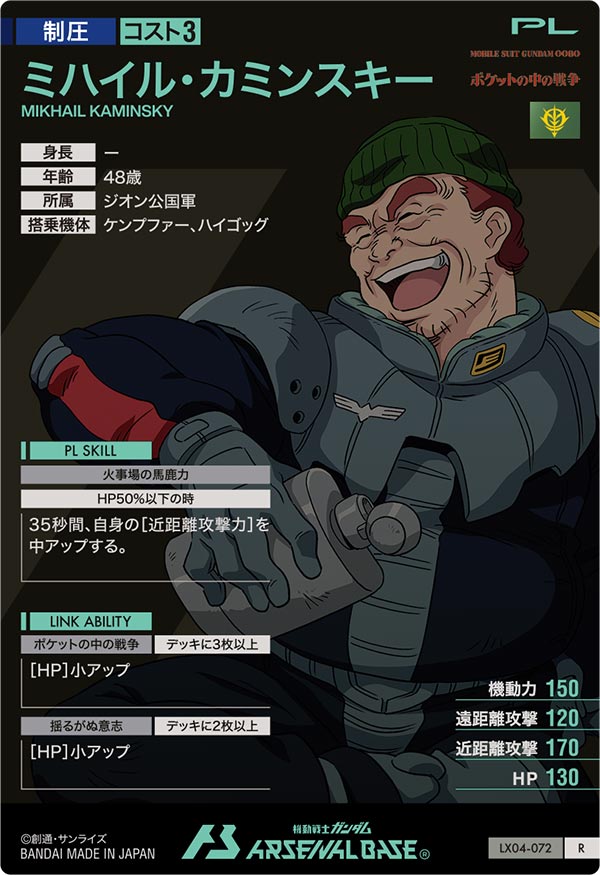 制圧 コスト3
PL
MOBILE SUIT GUNDAM 0080
ポケットの中の戦争
ミハイル・カミンスキー
MIKHAIL KAMINSKY
身長 ー
年齢 48歳
所属 ジオン公国軍
搭乗機体 ケンプファー、ハイゴッグ
PL SKILL
火事場の馬鹿力
HP50%以下の時
35秒間、自身の[近距離攻撃力]を
中アップする。
LINK ABILITY
ポケットの中の戦争 デッキに3枚以上
[HP]小アップ
揺るがぬ意志 デッキに2枚以上
[HP]小アップ
機動力 150
遠距離攻撃 120
近距離攻撃 170
HP 130
©創通・サンライズ
BANDAI MADE IN JAPAN
機動戦士ガンダム
ARSENAL BASE®
LX04-072 R